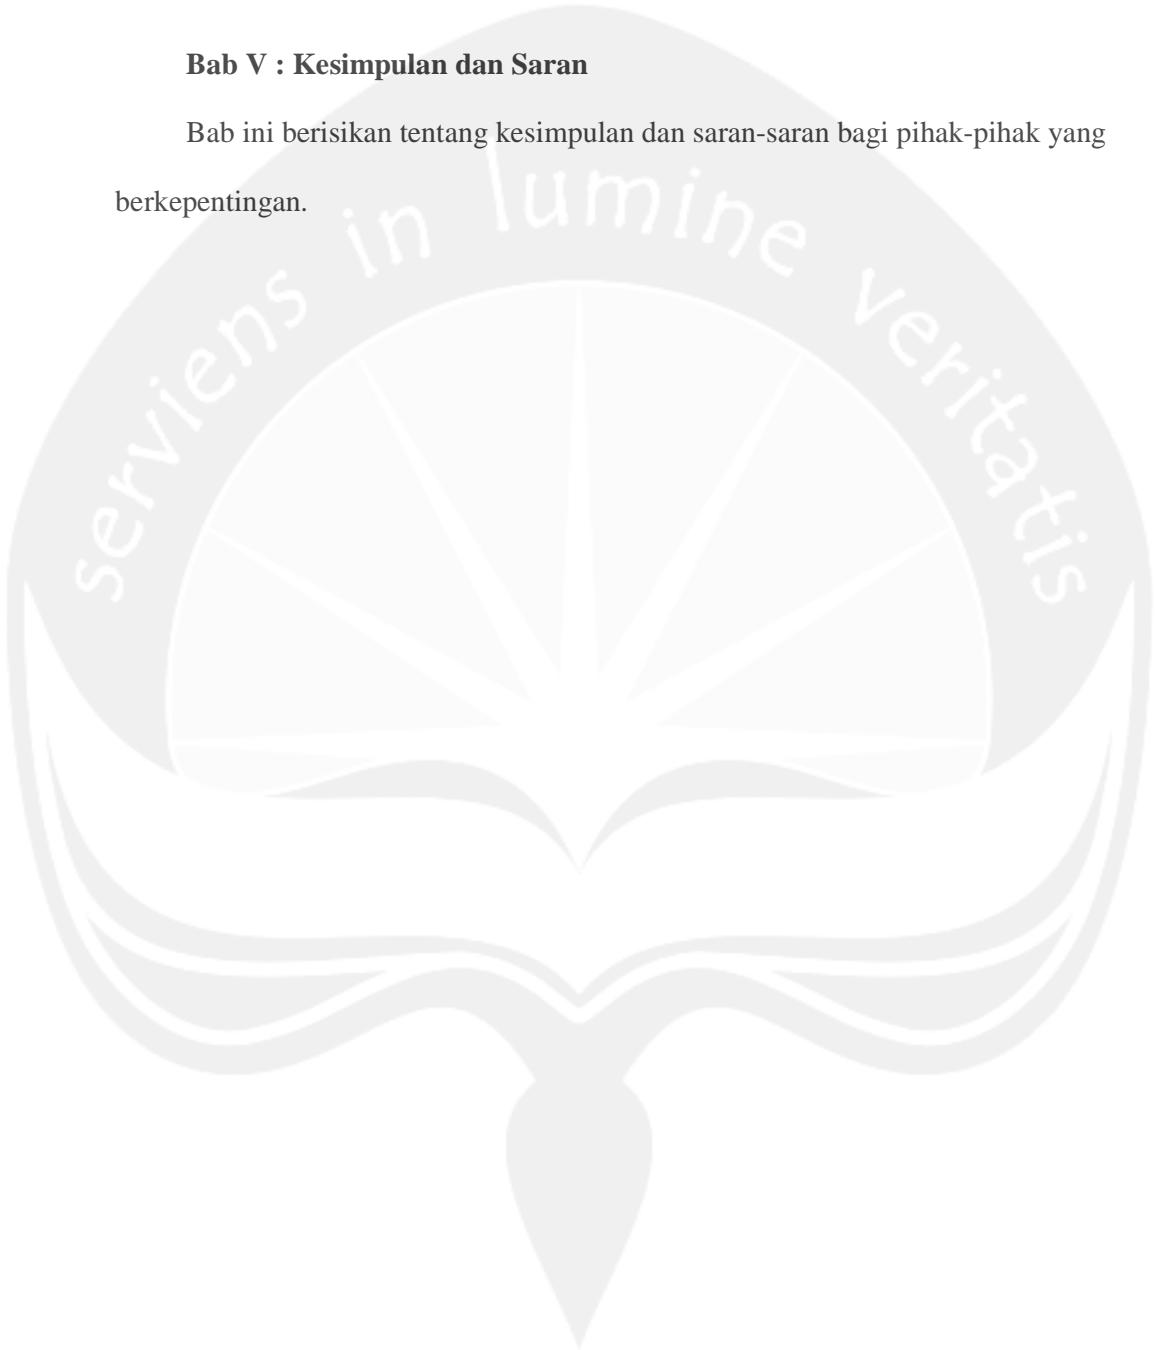 Bab V : Kesimpulan dan Saran
Bab ini berisikan tentang kesimpulan dan saran-saran bagi pihak-pihak yang
berkepentingan.
serviens in lumine veritatis